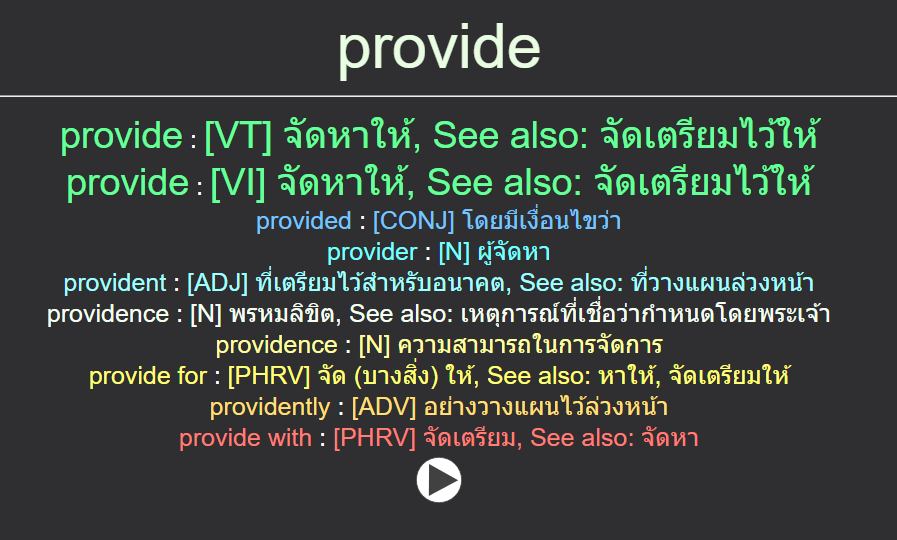 provide
provide : [VT] จัดหาให้, See also: จัดเตรียมไว้ให้
provide : [VI] จัดหาให้, See also: จัดเตรียมไว้ให้
provided : [CONJ] โดยมีเงื่อนไขว่า
provider : [N] ผู้จัดหา
provident : [ADJ] ที่เตรียมไว้สำหรับอนาคต, See also: ที่วางแผนล่วงหน้า
providence : [N] พรหมลิขิต, See also: เหตุการณ์ที่เชื่อว่ากำหนดโดยพระเจ้า
providence : [N] ความสามารถในการจัดการ
provide for : [PHRV] จัด (บางสิ่ง) ให้, See also: หาให้, จัดเตรียมให้
providently : [ADV] อย่างวางแผนไว้ล่วงหน้า
provide with : [PHRV] จัดเตรียม, See also: จัดหา